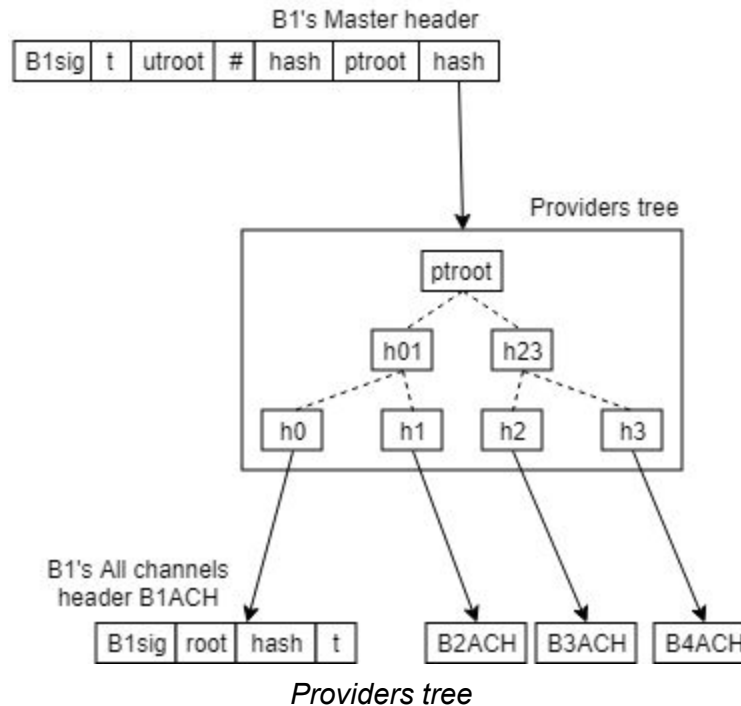 B1's Master header
B1sig t utroot # hash ptroot hash
Providers tree
ptroot
h01 h23
h0 h1 h2 h3
B1's All channels
header B1ACH
B1sig root hash t B2ACH B3ACH B4ACH
Providers tree